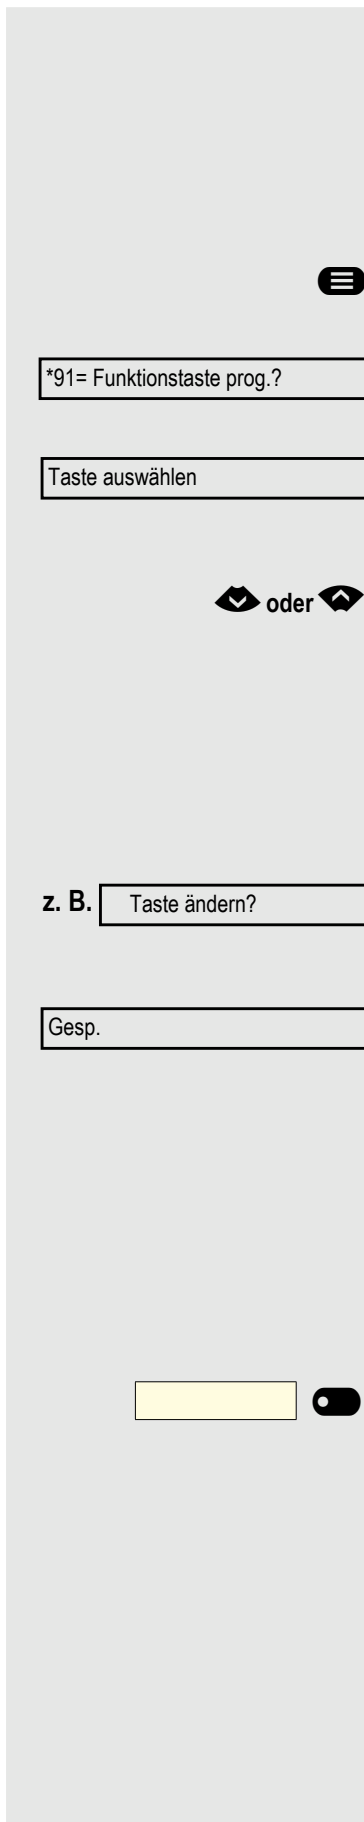 *91= Funktionstaste prog.?
Taste auswählen
oder
z. B. Taste ändern?
Gesp.